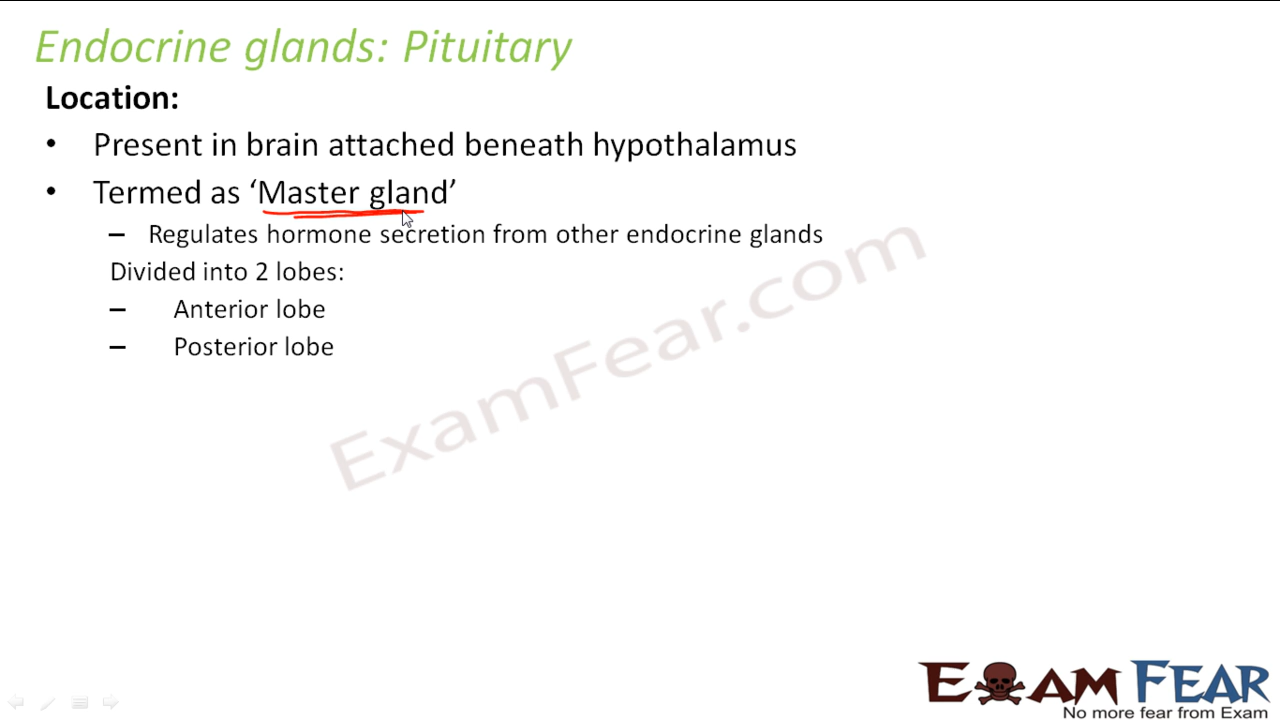 Endocrine glands: Pituitary
Location:
• Present in brain attached beneath hypothalamus
• Termed as ‘Master gland’
– Regulates hormone secretion from other endocrine glands
Divided into 2 lobes:
– Anterior lobe
– Posterior lobe
ExamFear.com
EXAM FEAR
No more fear from Exam